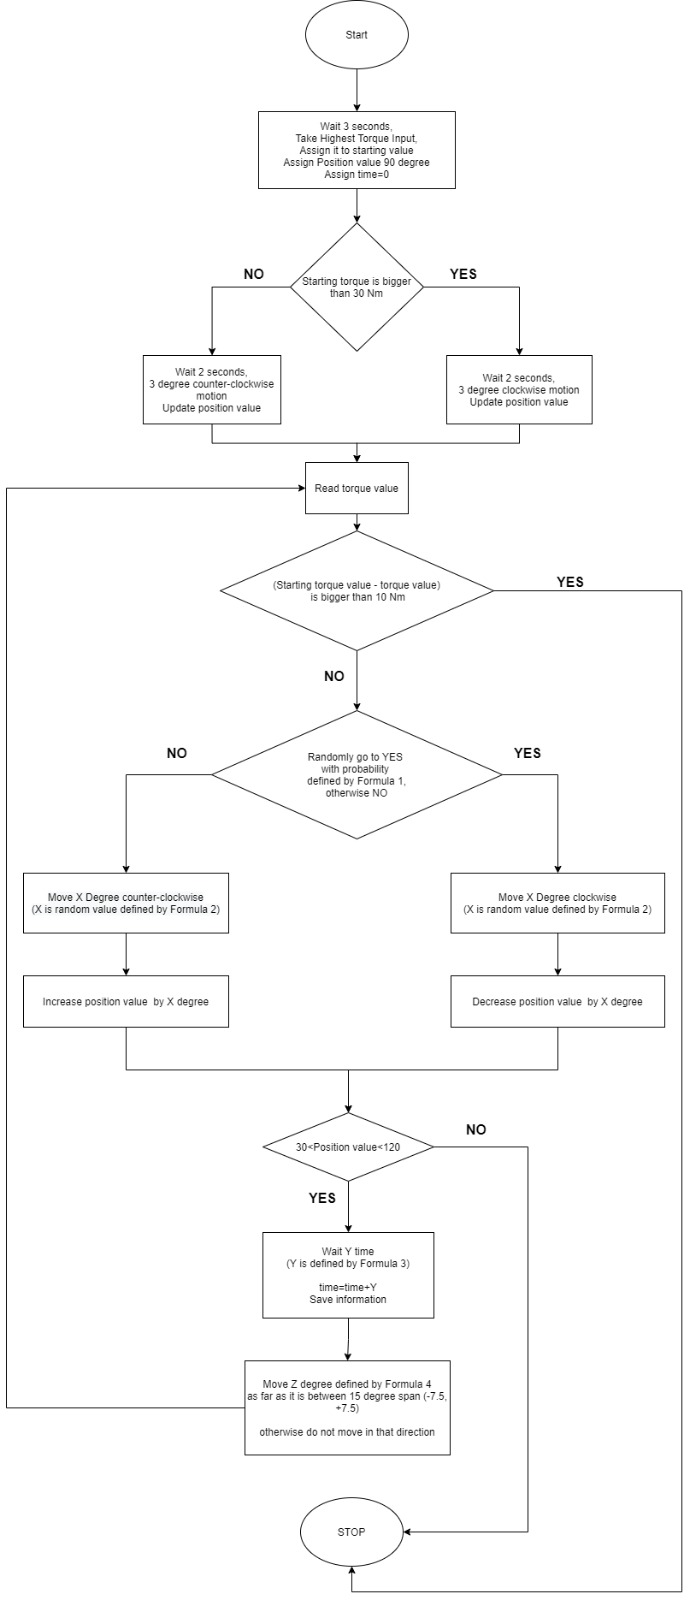 Start
Wait 3 seconds,
Take Highest Torque Input,
Assign it to starting value
Assign Position value 90 degree
Assign time=0
Starting torque is bigger
than 30 Nm
NO
YES
Wait 2 seconds,
3 degree counter-clockwise
motion
Update position value
Wait 2 seconds,
3 degree clockwise motion
Update position value
Read torque value
(Starting torque value - torque value)
is bigger than 10 Nm
YES
NO
Randomly go to YES
with probability
defined by Formula 1,
otherwise NO
NO
YES
Move X Degree counter-clockwise
(X is random value defined by Formula 2)
Move X Degree clockwise
(X is random value defined by Formula 2)
Increase position value by X degree
Decrease position value by X degree
30<Position value<120
NO
YES
Wait Y time
(Y is defined by Formula 3)
time=time+Y
Save information
Move Z degree defined by Formula 4
as far as it is between 15 degree span (-7.5,
+7.5)
otherwise do not move in that direction
STOP